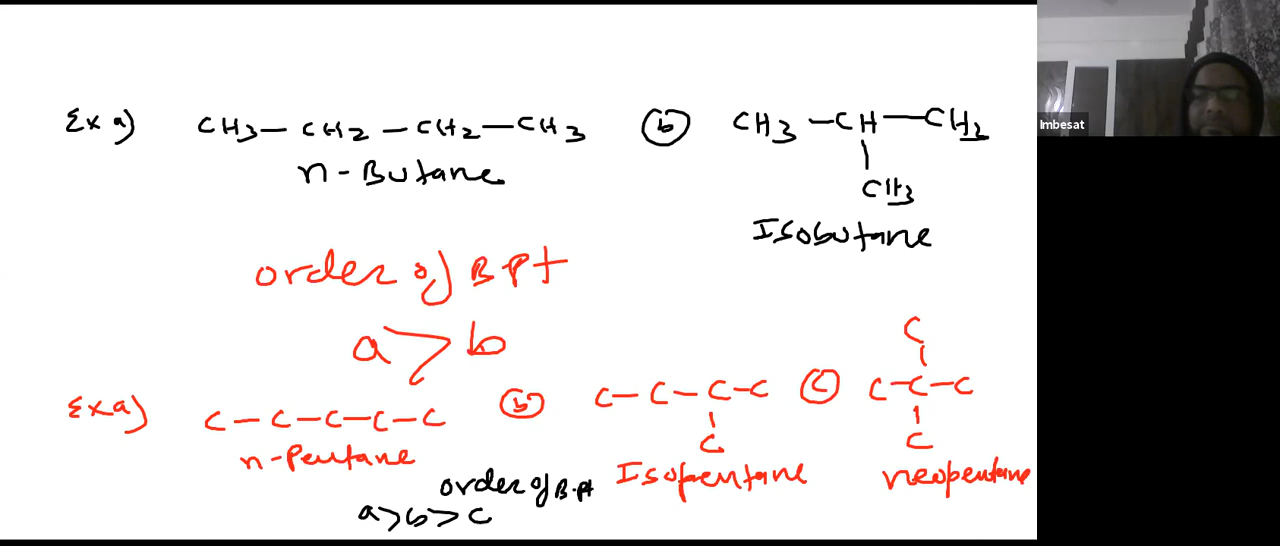 Ex a) CH3 — CH2 — CH2 — CH3 (b) CH3 — CH — CH3
|
CH3
n-Butane
Isobutane
Imbesat
order of B Pt
a > b
C
|
Ex a) C — C — C — C — C (b) C — C — C — C (c) C — C — C
| |
C C
n-Pentane Isopentane neopentane
order of B.pt
a > b > c